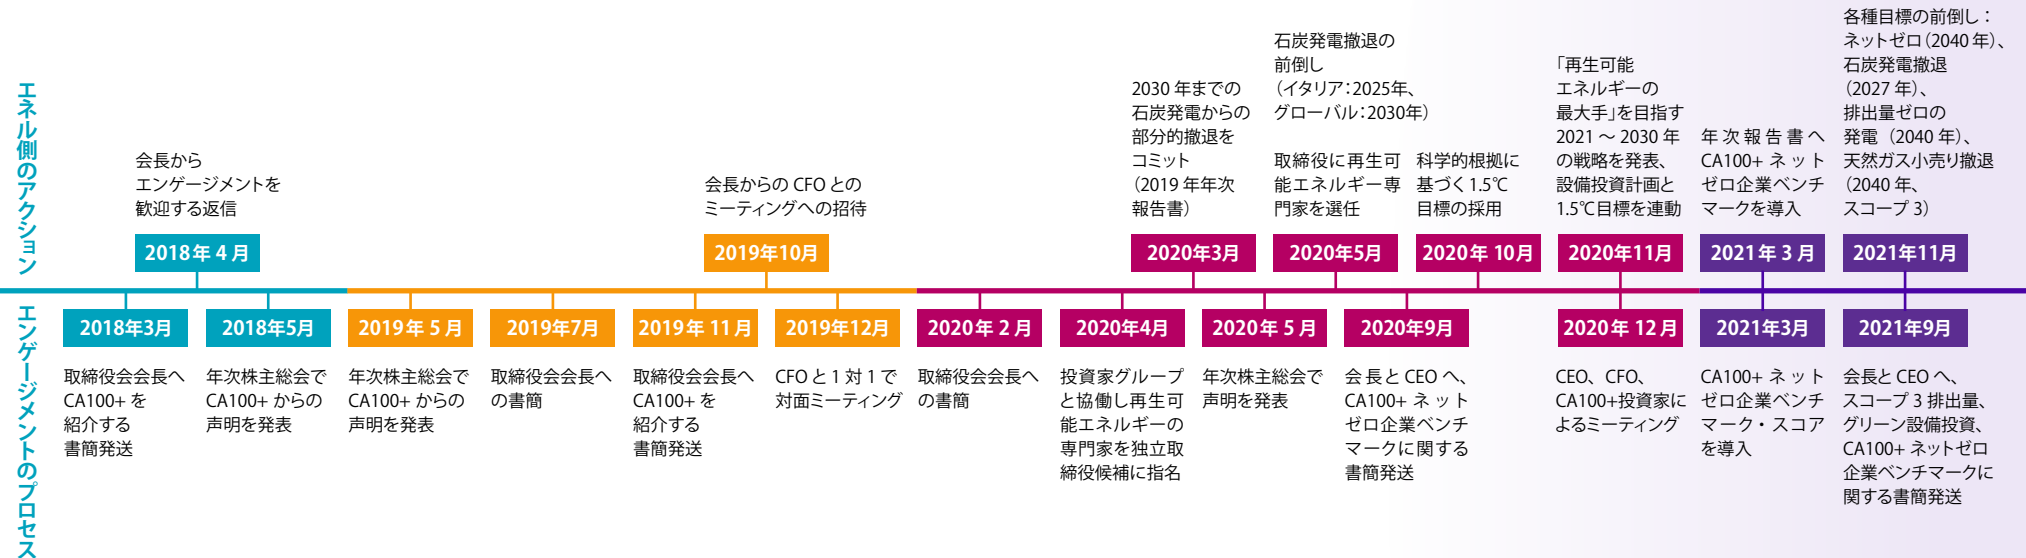 エネル側のアクション
会長から
エンゲージメントを
歓迎する返信
2018年 4 月
会長からの CFO との
ミーティングへの招待
2019年10月
2030 年までの
石炭発電からの
部分的撤退を
コミット
（2019 年年次
報告書）
2020年3月
石炭発電撤退の
前倒し
（イタリア：2025年、
グローバル：2030年）
取締役に再生可
能エネルギー専
門家を選任
2020年5月
科学的根拠に
基づく1.5℃
目標の採用
2020年 10月
「再生可能
エネルギーの
最大手」を目指す
2021 ～ 2030 年
の戦略を発表、
設備投資計画と
1.5℃目標を連動
2020年11月
年次報告書へ
CA100+ ネット
ゼロ企業ベンチ
マークを導入
2021年 3 月
各種目標の前倒し：
ネットゼロ（2040 年）、
石炭発電撤退
（2027 年）、
排出量ゼロの
発電（2040 年）、
天然ガス小売り撤退
（2040 年、
スコープ 3）
2021年11月
エンゲージメントのプロセス
2018年3月
取締役会会長へ
CA100+ を
紹介する
書簡発送
2018年5月
年次株主総会で
CA100+ からの
声明を発表
2019年 5 月
年次株主総会で
CA100+ からの
声明を発表
2019年7月
取締役会会長へ
の書簡
2019年 11 月
取締役会会長へ
CA100+ を
紹介する
書簡発送
2019年12月
CFO と 1 対 1 で
対面ミーティング
2020年 2 月
取締役会会長へ
の書簡
2020年4月
投資家グループ
と協働し再生可
能エネルギーの
専門家を独立取
締役候補に指名
2020年 5 月
年次株主総会で
声明を発表
2020年9月
会長と CEO へ、
CA100+ ネット
ゼロ企業ベンチ
マークに関する
書簡発送
2020年 12 月
CEO、CFO、
CA100+投資家に
よるミーティング
2021年3月
CA100+ ネット
ゼロ企業ベンチ
マーク・スコア
を導入
2021年9月
会長と CEO へ、
スコープ 3 排出量、
グリーン設備投資、
CA100+ ネットゼロ
企業ベンチマークに
関する書簡発送